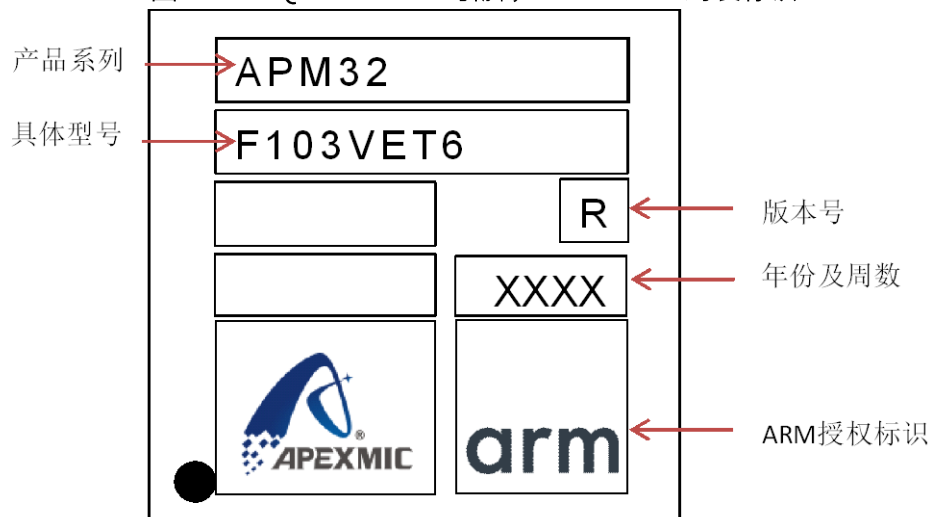 产品系列
APM32
具体型号
F103VET6
R
版本号
XXXX
年份及周数
APEXMIC
®
arm
ARM授权标识